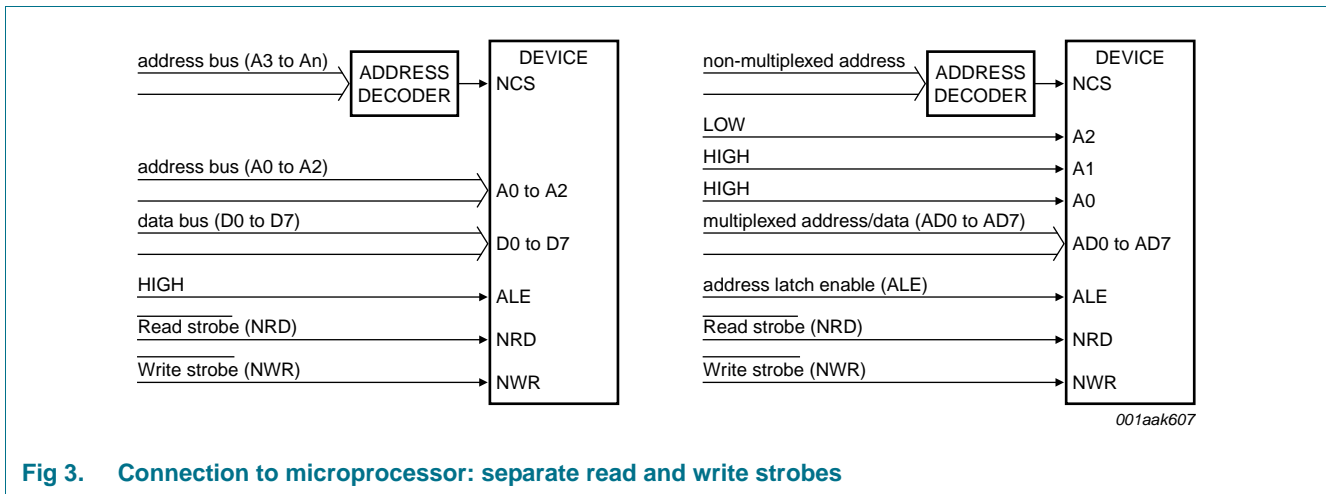 address bus (A3 to An)
ADDRESS
DECODER
DEVICE
NCS
address bus (A0 to A2)
A0 to A2
data bus (D0 to D7)
D0 to D7
HIGH
ALE
Read strobe (NRD)
NRD
Write strobe (NWR)
NWR
non-multiplexed address
ADDRESS
DECODER
DEVICE
NCS
LOW
A2
HIGH
A1
HIGH
A0
multiplexed address/data (AD0 to AD7)
AD0 to AD7
address latch enable (ALE)
ALE
Read strobe (NRD)
NRD
Write strobe (NWR)
NWR
001aak607
Fig 3. Connection to microprocessor: separate read and write strobes